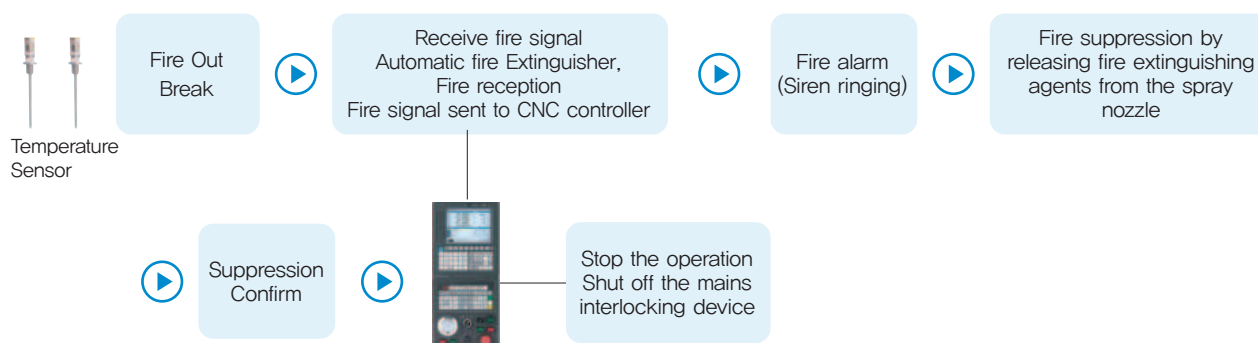 Temperature
Sensor
Fire Out
Break
Receive fire signal
Automatic fire Extinguisher,
Fire reception
Fire signal sent to CNC controller
Fire alarm
(Siren ringing)
Fire suppression by
releasing fire extinguishing
agents from the spray
nozzle
Suppression
Confirm
Stop the operation
Shut off the mains
interlocking device